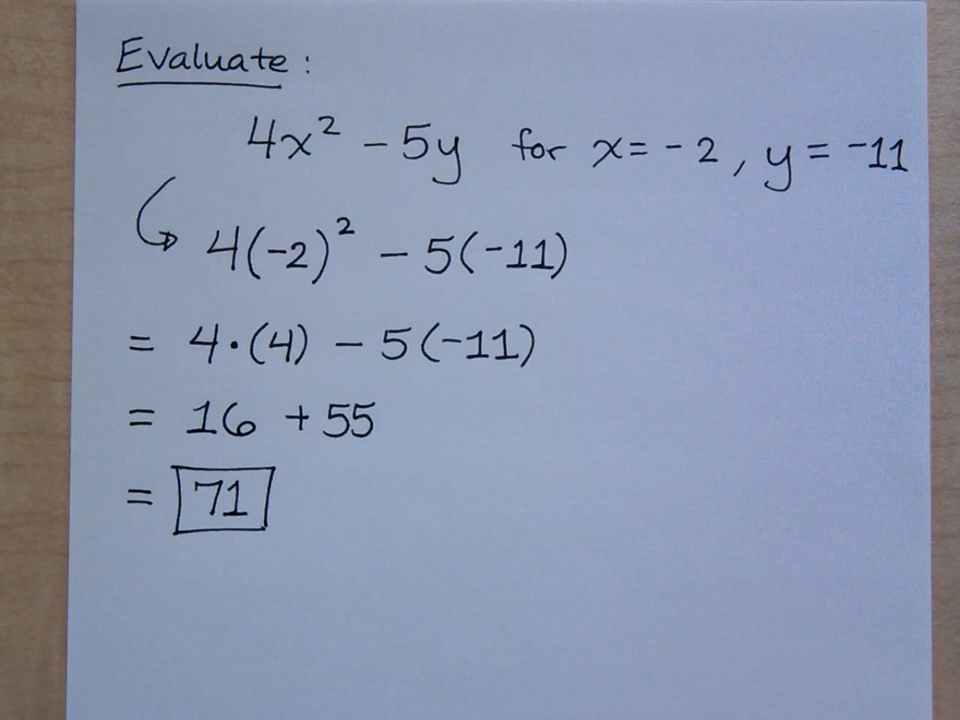 Evaluate:
4x² - 5y for x = -2, y = -11
4(-2)² - 5(-11)
= 4·(4) - 5(-11)
= 16 + 55
= 71